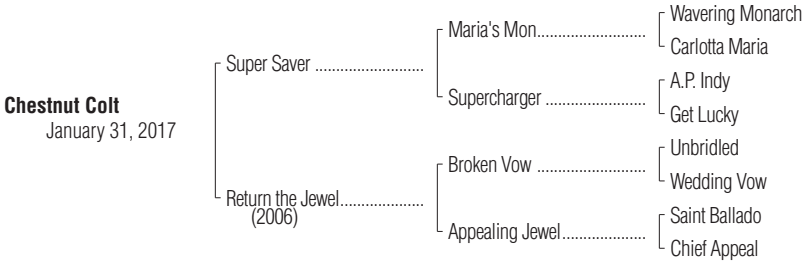 Chestnut Colt
January 31, 2017
Super Saver ..........................
Return the Jewel....................
(2006)
Maria's Mon..........................
Supercharger ........................
Broken Vow ..........................
Appealing Jewel....................
Wavering Monarch
Carlotta Maria
A.P. Indy
Get Lucky
Unbridled
Wedding Vow
Saint Ballado
Chief Appeal